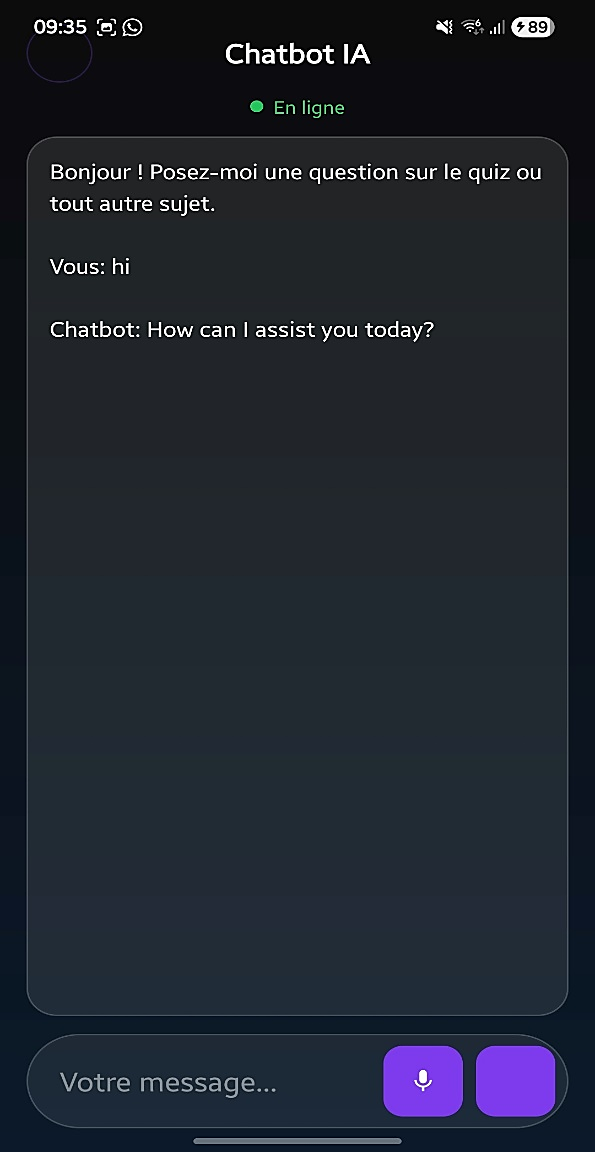 09:35
89
Chatbot IA
En ligne
Bonjour ! Posez-moi une question sur le quiz ou
tout autre sujet.
Vous: hi
Chatbot: How can I assist you today?
Votre message...